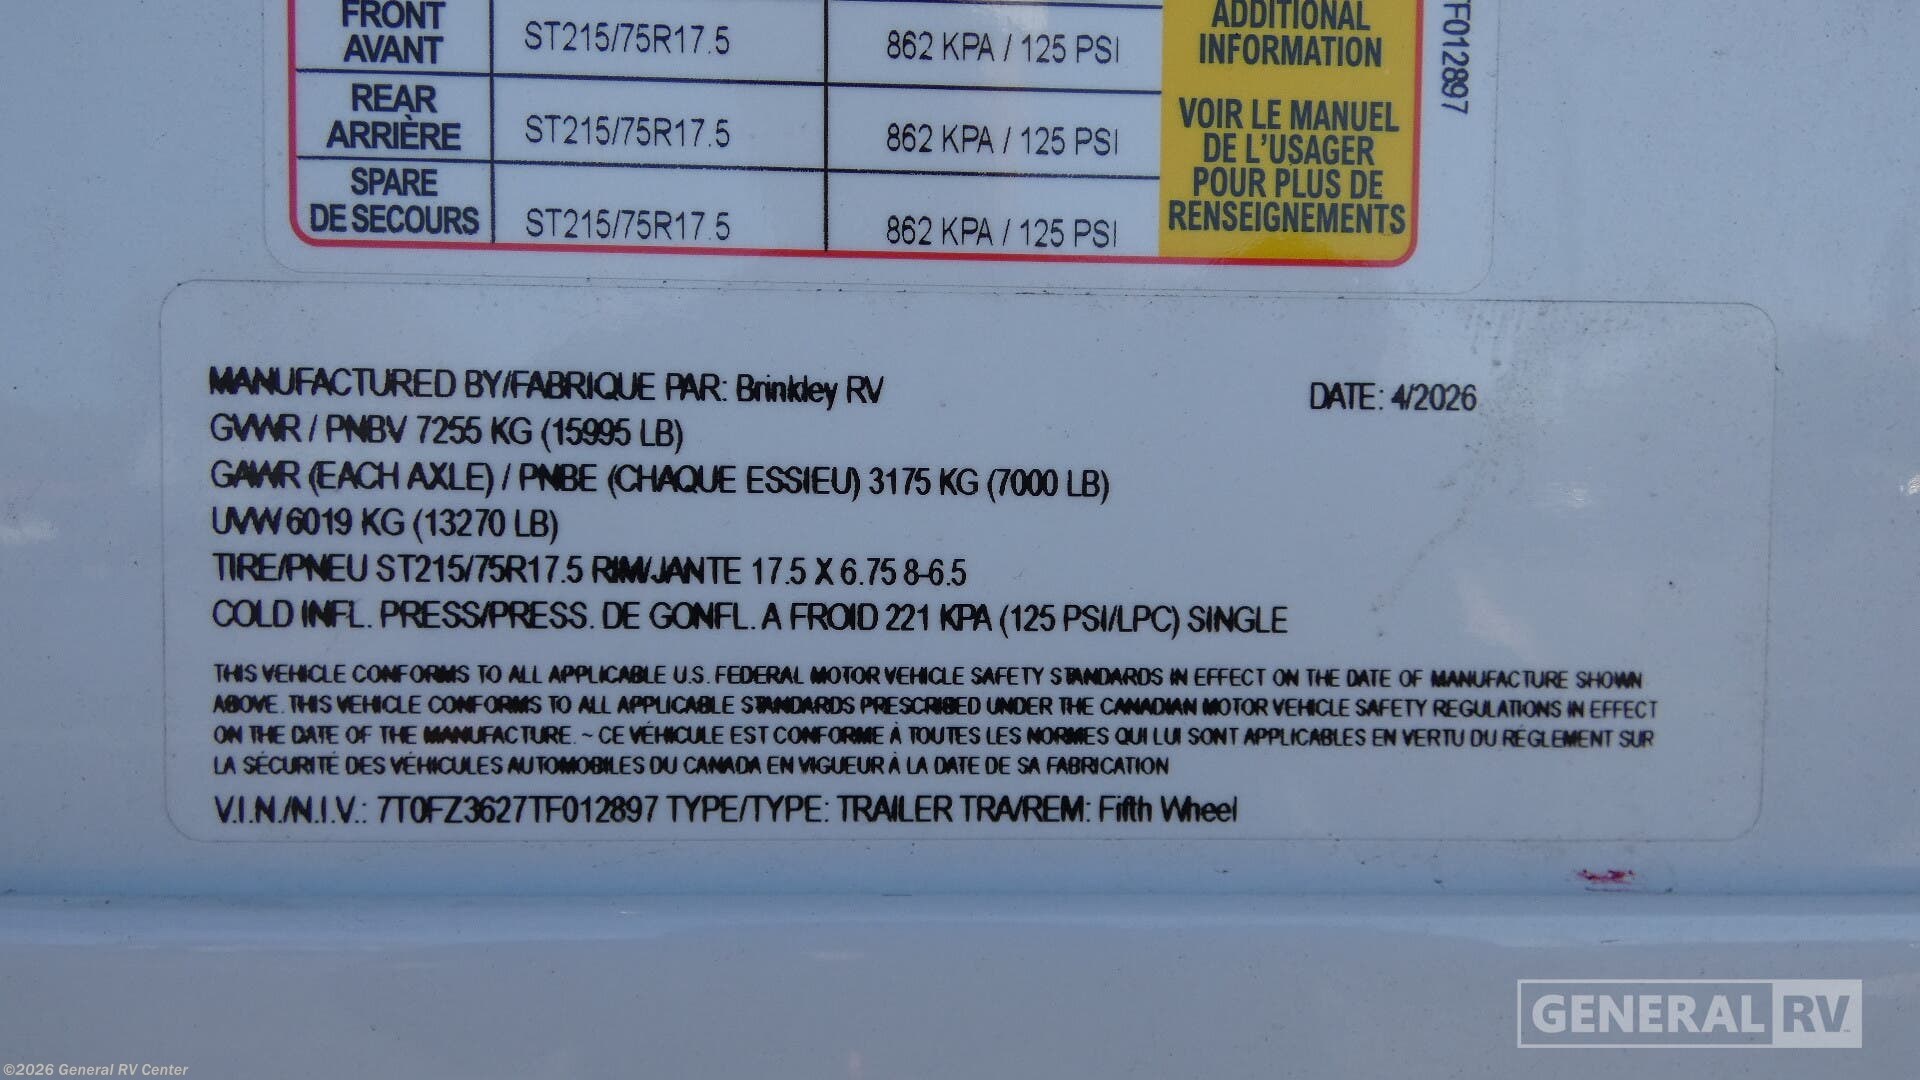 FRONT
AVANT
ST215/75R17.5
862 KPA / 125 PSI
REAR
ARRIÈRE
ST215/75R17.5
862 KPA / 125 PSI
SPARE
DE SECOURS
ST215/75R17.5
862 KPA / 125 PSI
ADDITIONAL
INFORMATION
VOIR LE MANUEL
DE L'USAGER
POUR PLUS DE
RENSEIGNEMENTS
TF012897
MANUFACTURED BY/FABRIQUE PAR: Brinkley RV
DATE: 4/2026
GVWR / PNBV 7255 KG (15995 LB)
GAWR (EACH AXLE) / PNBE (CHAQUE ESSIEU) 3175 KG (7000 LB)
UVW 6019 KG (13270 LB)
TIRE/PNEU ST215/75R17.5 RIM/JANTE 17.5 X 6.75 8-6.5
COLD INFL. PRESS/PRESS. DE GONFL. A FROID 221 KPA (125 PSI/LPC) SINGLE
THIS VEHICLE CONFORMS TO ALL APPLICABLE U.S. FEDERAL MOTOR VEHICLE SAFETY STANDARDS IN EFFECT ON THE DATE OF MANUFACTURE SHOWN
ABOVE. THIS VEHICLE CONFORMS TO ALL APPLICABLE STANDARDS PRESCRIBED UNDER THE CANADIAN MOTOR VEHICLE SAFETY REGULATIONS IN EFFECT
ON THE DATE OF THE MANUFACTURE. ~ CE VÉHICULE EST CONFORME À TOUTES LES NORMES QUI LUI SONT APPLICABLES EN VERTU DU RÉGLEMENT SUR
LA SÉCURITÉ DES VÉHICULES AUTOMOBILES DU CANADA EN VIGUEUR À LA DATE DE SA FABRICATION
V.I.N./N.I.V.: 7T0FZ3627TF012897 TYPE/TYPE: TRAILER TRA/REM: Fifth Wheel
GENERAL RV
©2026 General RV Center